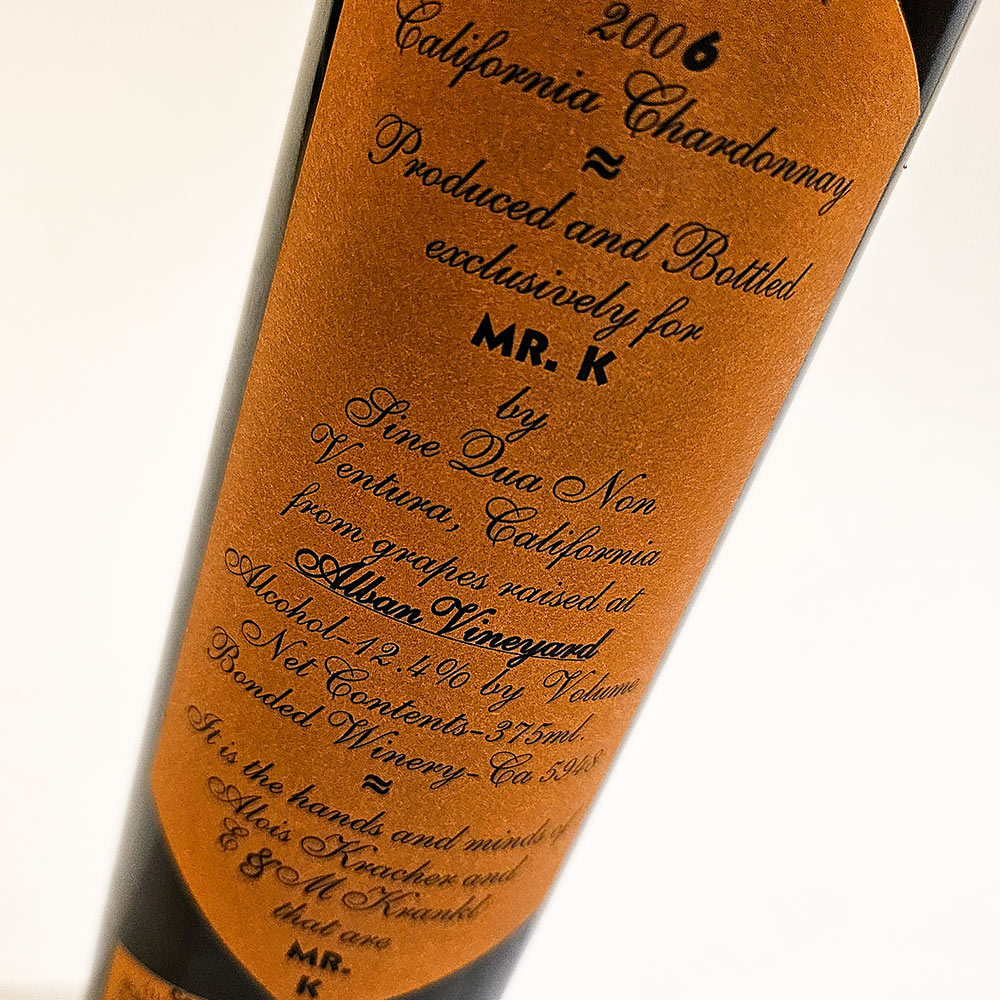 2006
California Chardonnay
≈
Produced and Bottled
exclusively for
MR. K
by
Sine Qua Non
Ventura, California
from grapes raised at
Alban Vineyard
Alcohol-12.4% by Volume
Net Contents-375ml.
Bonded Winery-Ca 5948
≈
It is the hands and minds of
Alois Kracher and
E & M Krankl
that are
MR.
K